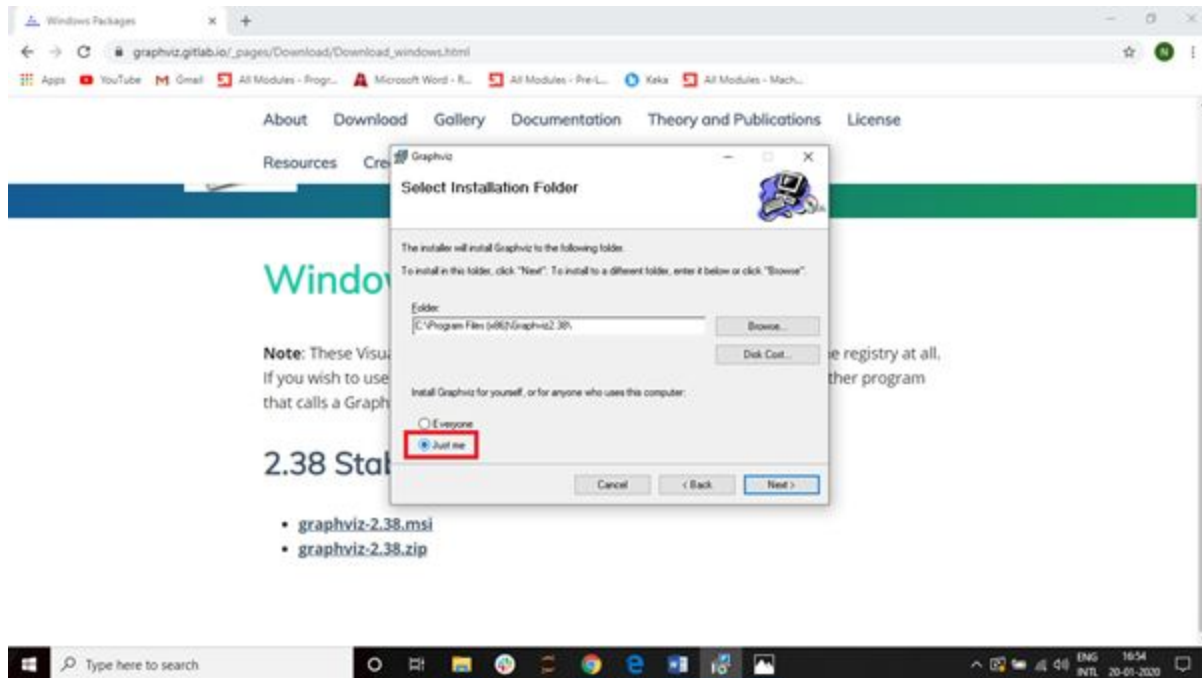 Windows Packages
graphviz.gitlab.io/_pages/Download/Download_windows.html
Apps YouTube Gmail All Modules - Progr... Microsoft Word - R... All Modules - Pre-L... Keka All Modules - Mach...
N
About Download Gallery Documentation Theory and Publications License
Resources Cre
Graphviz
Select Installation Folder
The installer will install Graphviz to the following folder.
To install in this folder, click "Next". To install to a different folder, enter it below or click "Browse".
Folder:
C:\Program Files (x86)\Graphviz2.38\
Browse...
Disk Cost...
Install Graphviz for yourself, or for anyone who uses this computer:
Everyone
Just me
Cancel < Back Next >
Windo
Note: These Visu e registry at all.
If you wish to use ther program
that calls a Graph
2.38 Stab
graphviz-2.38.msi
graphviz-2.38.zip
Type here to search
ENG
INTL
16:54
20-01-2020